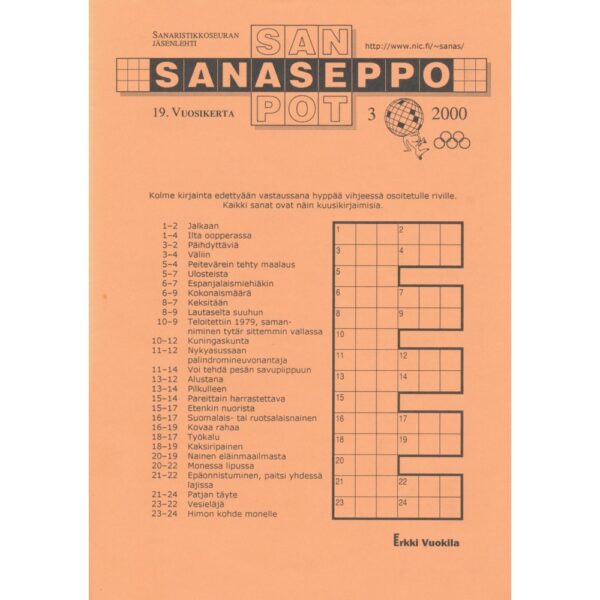 SANARISTIKKOSEURAN
JÄSENLEHTI
SAN
http://www.nic.fi/~sanas/
SANASEPPO
POT
19. VUOSIKERTA
3 2000
Kolme kirjainta edettyään vastaussana hyppää vihjeessä osoitetulle riville.
Kaikki sanat ovat näin kuusikirjaimisia.
1–2 Jalkaan
1–4 Ilta oopperassa
3–2 Päihdyttäviä
3–4 Väliin
5–4 Peitevärein tehty maalaus
5–7 Ulosteista
6–7 Espanjalaismiehiäkin
6–9 Kokonaismäärä
8–7 Keksitään
8–9 Lautaselta suuhun
10–9 Teloitettiin 1979, saman-
niminen tytär sittemmin vallassa
10–12 Kuningaskunta
11–12 Nykyasussaan
palindromineuvonantaja
11–14 Voi tehdä pesän savupiippuun
13–12 Alustana
13–14 Pilkulleen
15–14 Pareittain harrastettava
15–17 Etenkin nuorista
16–17 Suomalais- tai ruotsalaisnainen
16–19 Kovaa rahaa
18–17 Työkalu
18–19 Kaksiripainen
20–19 Nainen eläinmaailmasta
20–22 Monessa lipussa
21–22 Epäonnistuminen, paitsi yhdessä
lajissa
21–24 Patjan täyte
23–22 Vesieläjä
23–24 Himon kohde monelle
1 2
3 4
5
6 7
8 9
10
11 12
13 14
15
16 17
18 19
20
21 22
23 24
Erkki Vuokila